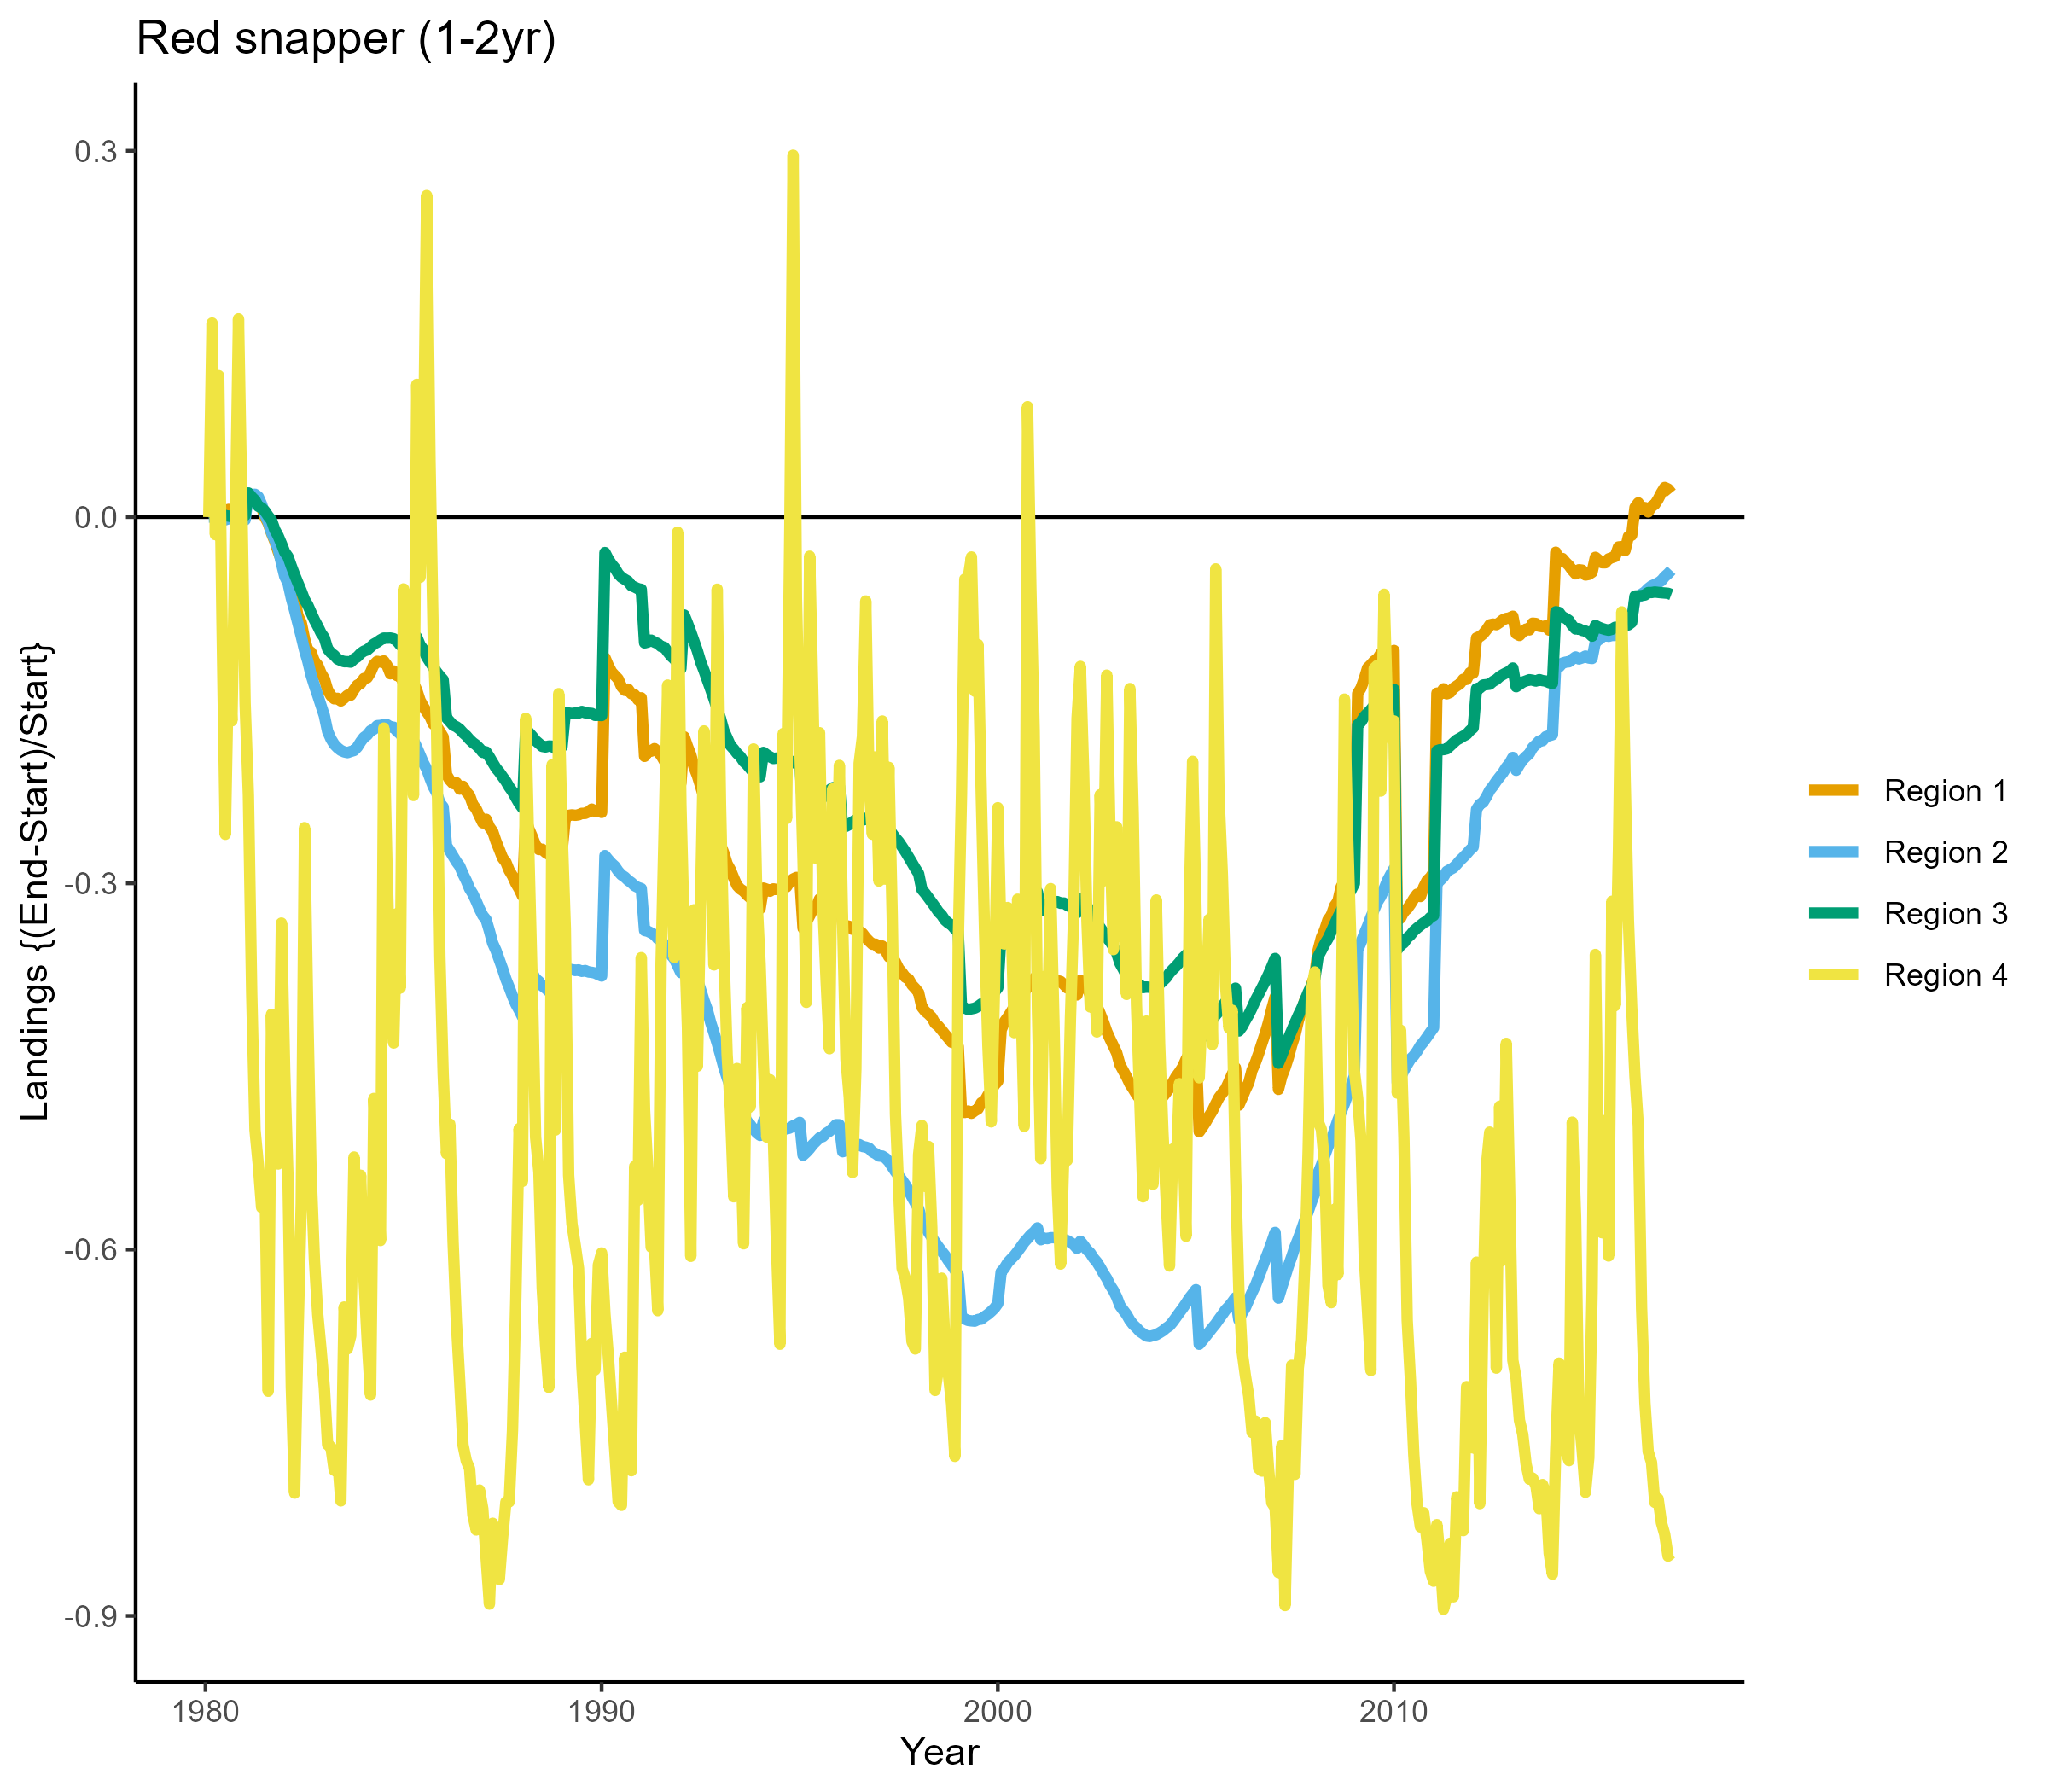 Red snapper (1-2yr)
Landings {(End-Start)/Start}
0.3
0.0
-0.3
-0.6
-0.9
1980
1990
2000
2010
Year
Region 1
Region 2
Region 3
Region 4